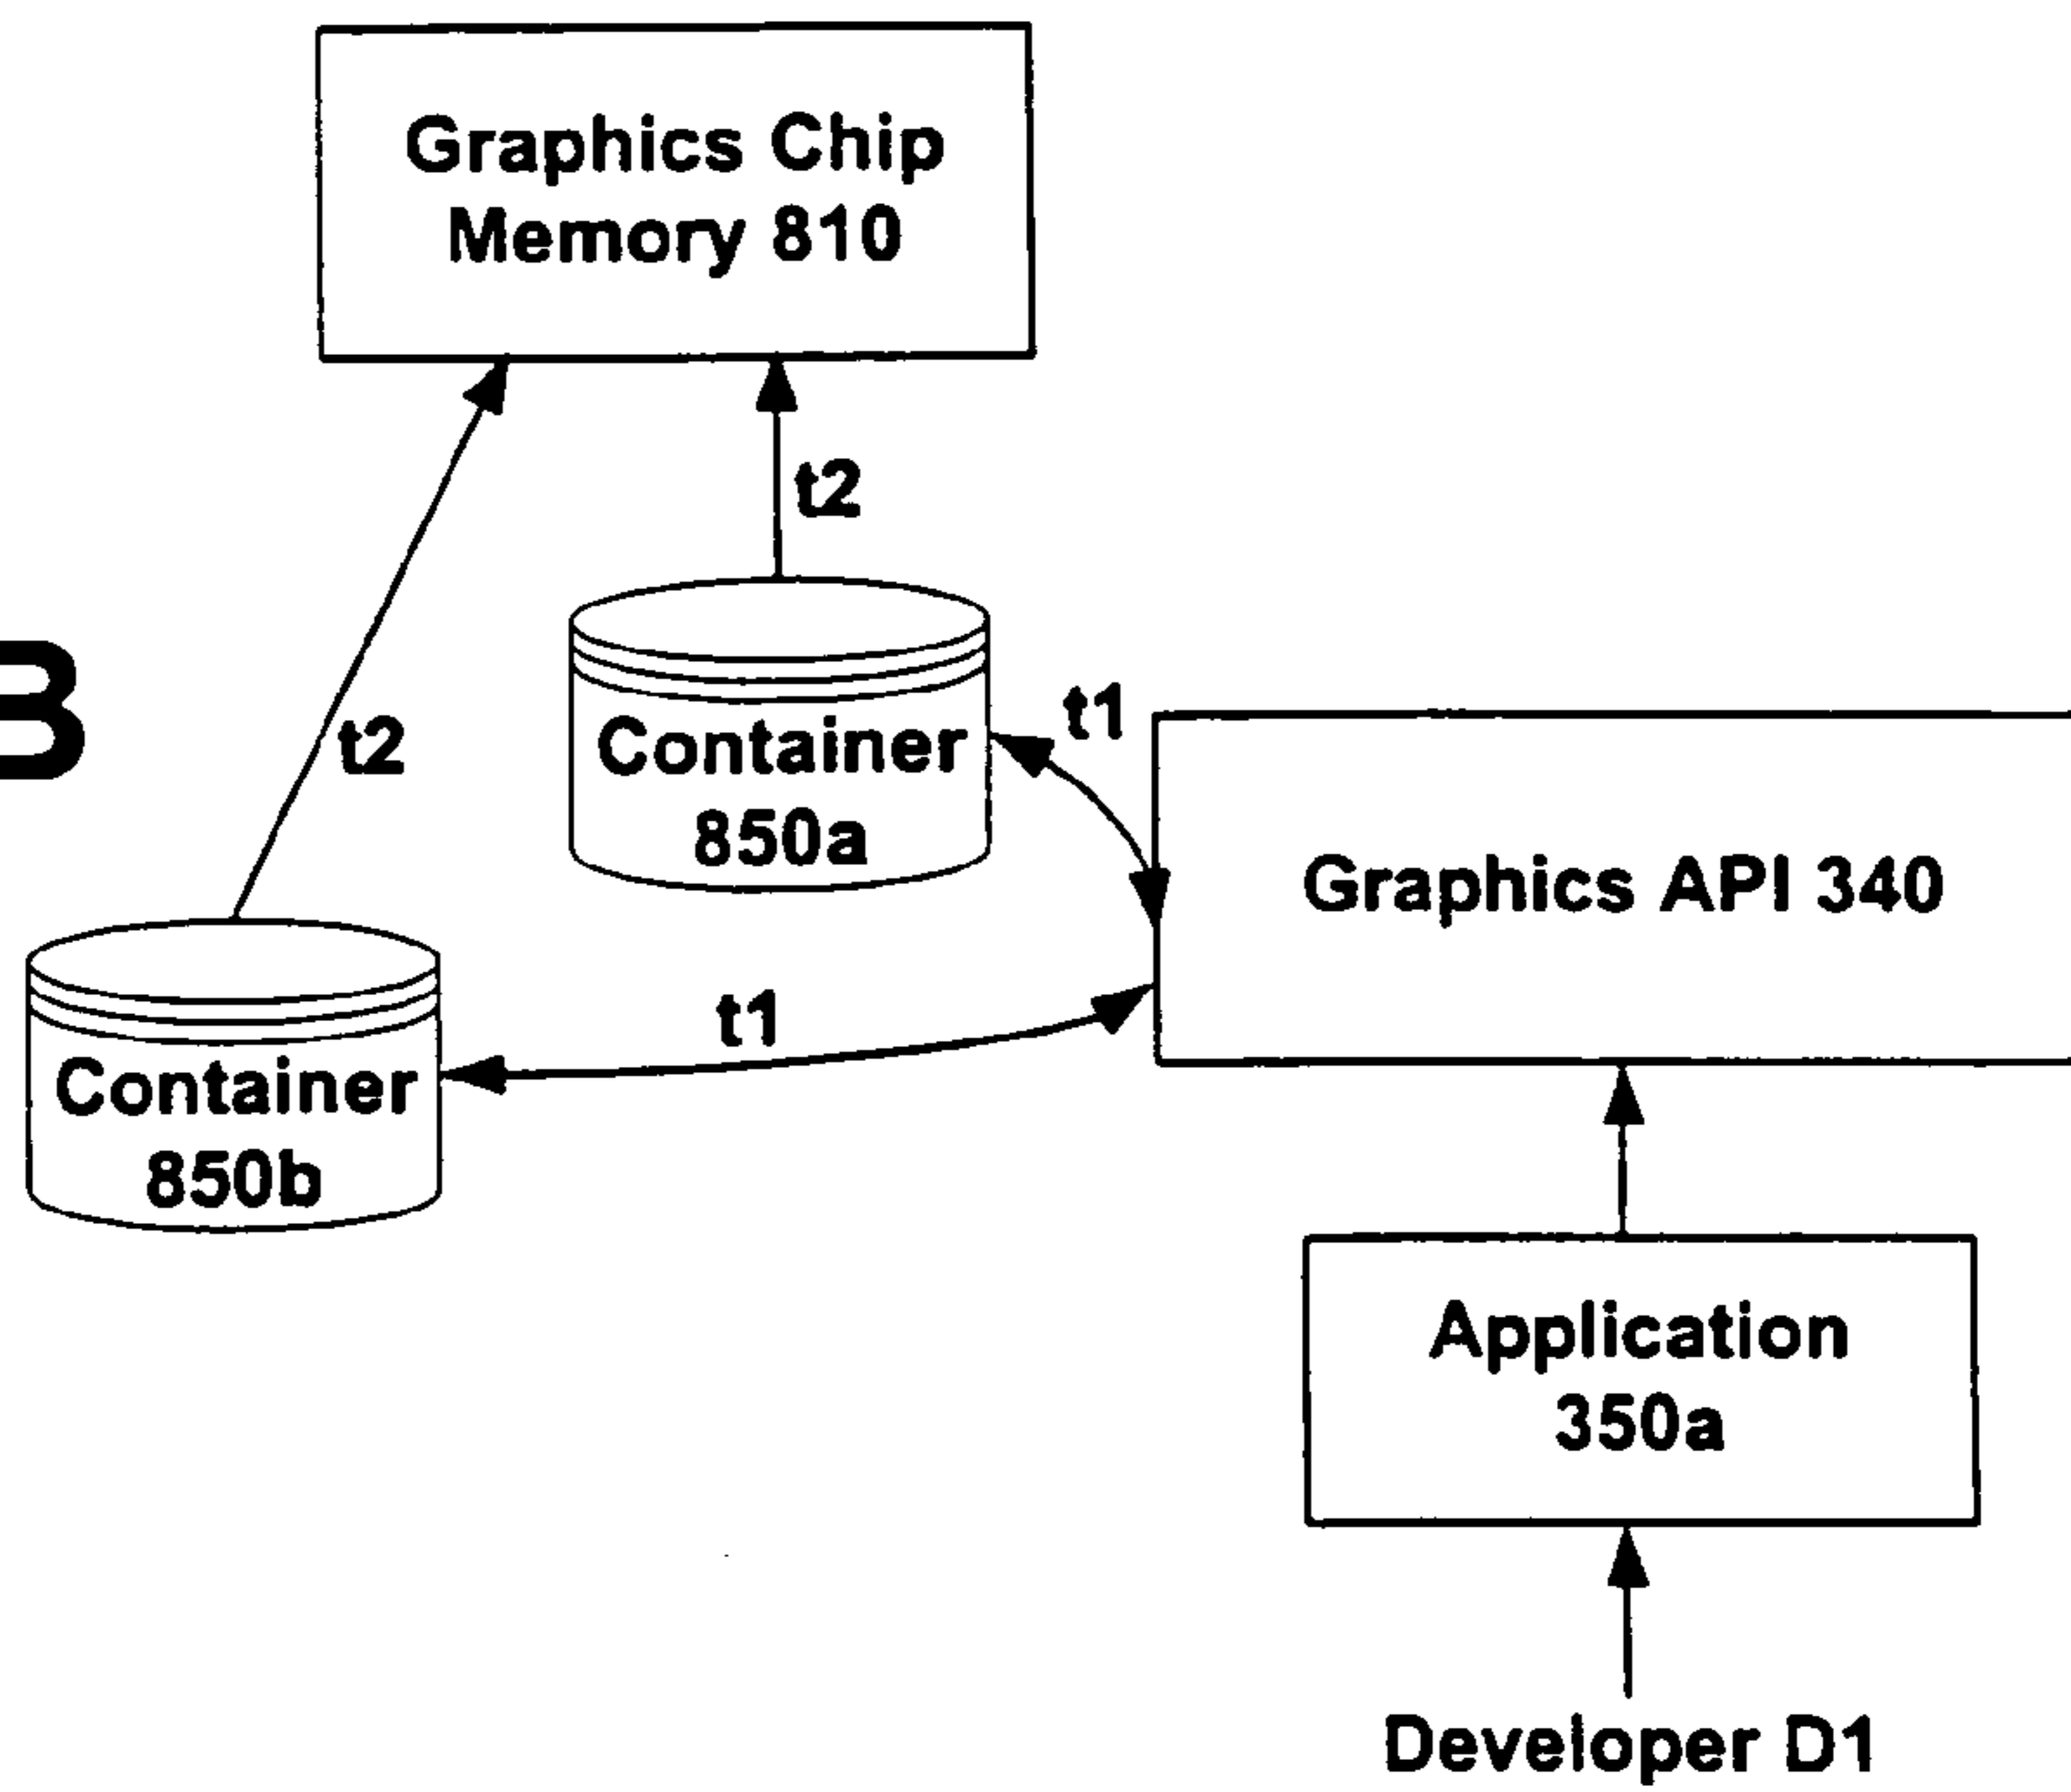 Graphics Chip
Memory 810
t2
B
t2
Container
850a
t1
Graphics API 340
t1
Container
850b
Application
350a
Developer D1